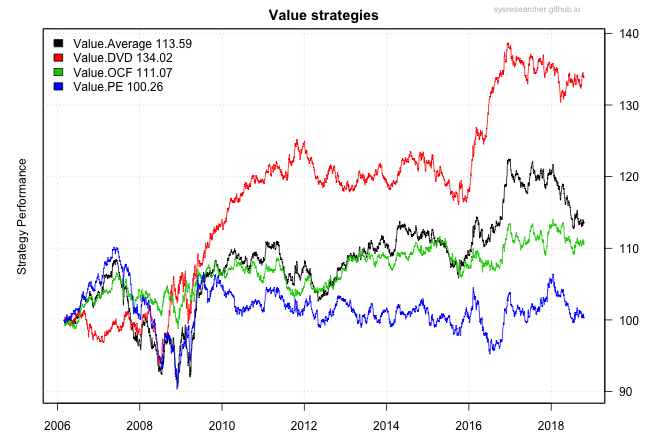 sysresearcher.github.io
Value strategies
Value.Average 113.59
Value.DVD 134.02
Value.OCF 111.07
Value.PE 100.26
Strategy Performance
140
130
120
110
100
90
2006 2008 2010 2012 2014 2016 2018